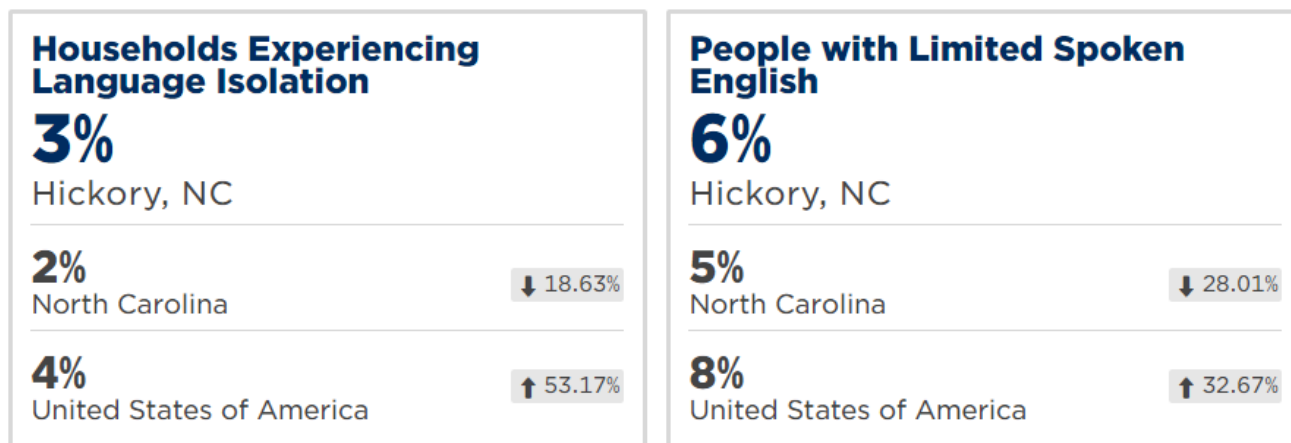 Households Experiencing
Language Isolation
3%
Hickory, NC
2%
North Carolina
⬇ 18.63%
4%
United States of America
⬆ 53.17%
People with Limited Spoken
English
6%
Hickory, NC
5%
North Carolina
⬇ 28.01%
8%
United States of America
⬆ 32.67%